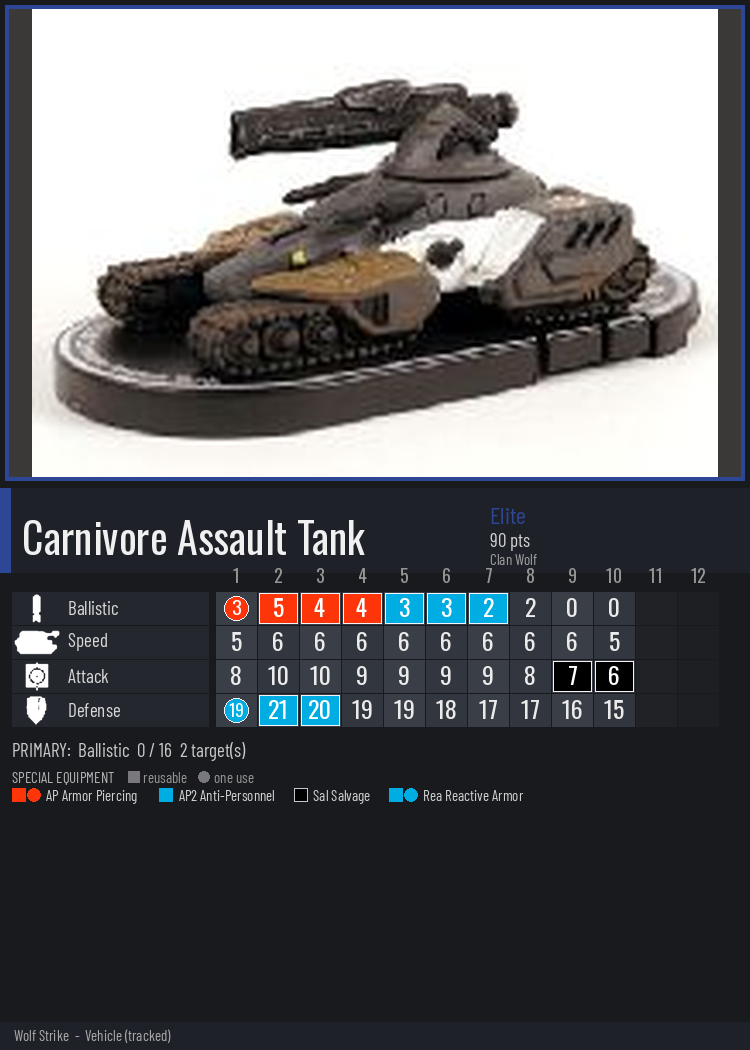 Carnivore Assault Tank
Elite
90 pts
Clan Wolf
1 2 3 4 5 6 7 8 9 10 11 12
Ballistic 3 5 4 4 3 3 2 2 0 0
Speed 5 6 6 6 6 6 6 6 6 5
Attack 8 10 10 9 9 9 9 8 7 6
Defense 19 21 20 19 19 18 17 17 16 15
PRIMARY: Ballistic 0 / 16 2 target(s)
SPECIAL EQUIPMENT reusable one use
AP Armor Piercing AP2 Anti-Personnel Sal Salvage Rea Reactive Armor
Wolf Strike - Vehicle (tracked)